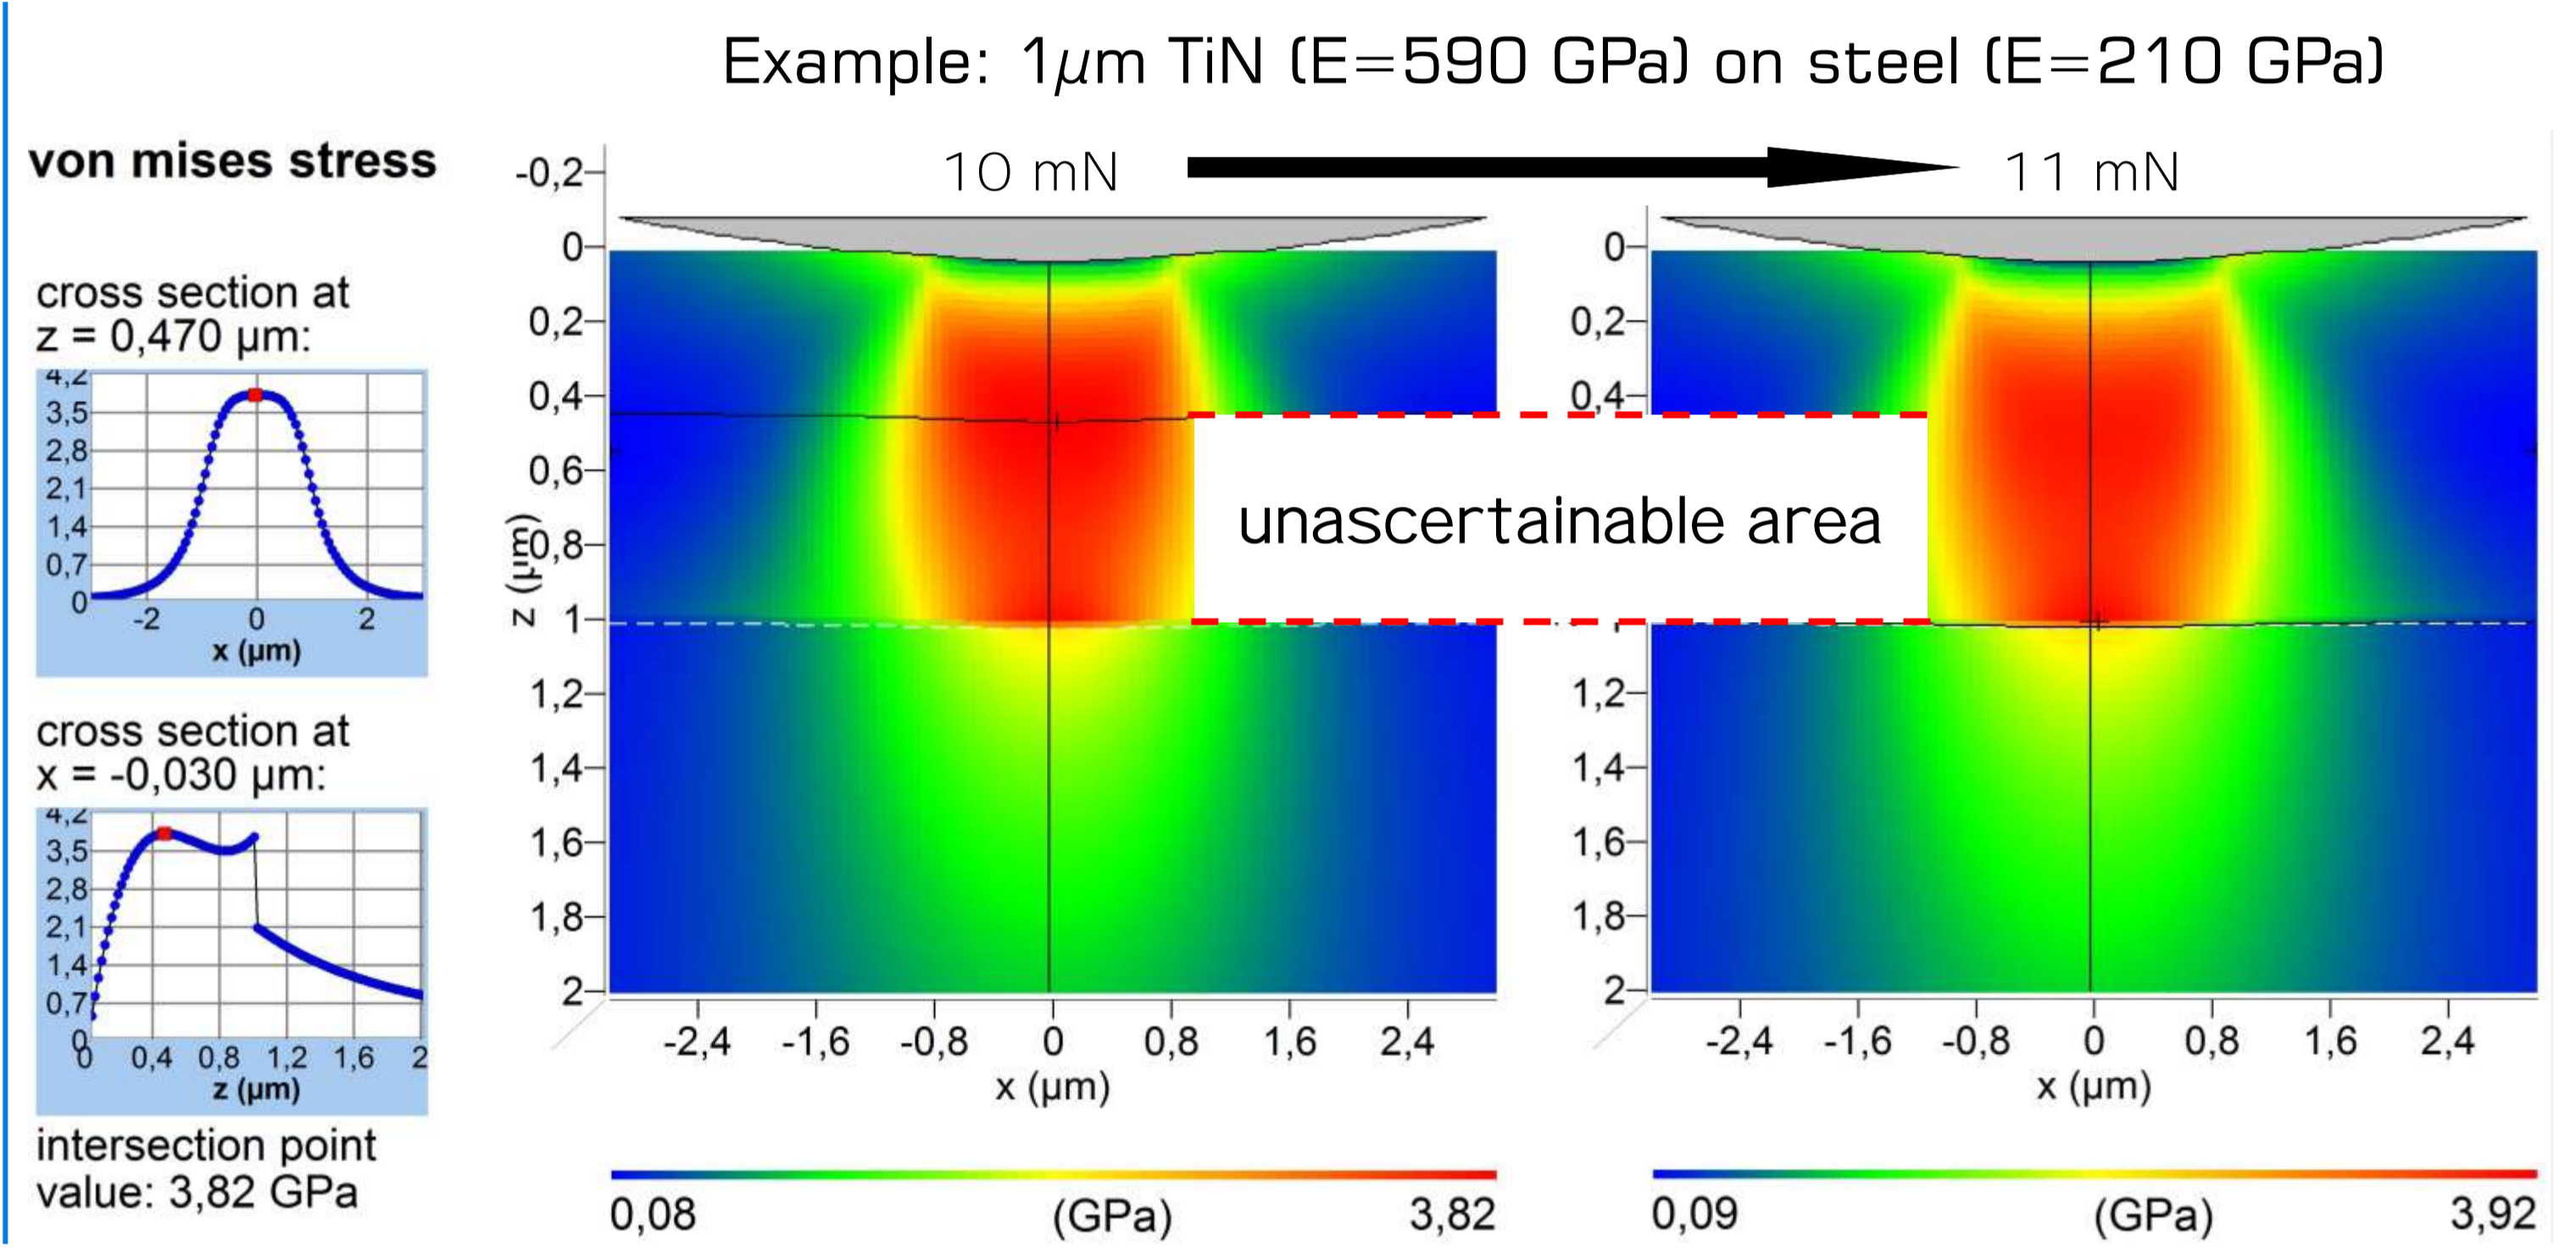 Example: 1μm TiN (E=590 GPa) on steel (E=210 GPa)
von mises stress
10 mN
11 mN
cross section at
z = 0,470 μm:
4,2
3,5
2,8
2,1
1,4
0,7
0
-2 0 2
x (μm)
cross section at
x = -0,030 μm:
4,2
3,5
2,8
2,1
1,4
0,7
0
0 0,4 0,8 1,2 1,6 2
z (μm)
intersection point
value: 3,82 GPa
-0,2
0
0,2
0,4
0,6
0,8
1
1,2
1,4
1,6
1,8
2
z (μm)
-2,4 -1,6 -0,8 0 0,8 1,6 2,4
x (μm)
0,08 (GPa) 3,82
unascertainable area
0
0,2
0,4
1,2
1,4
1,6
1,8
2
-2,4 -1,6 -0,8 0 0,8 1,6 2,4
x (μm)
0,09 (GPa) 3,92